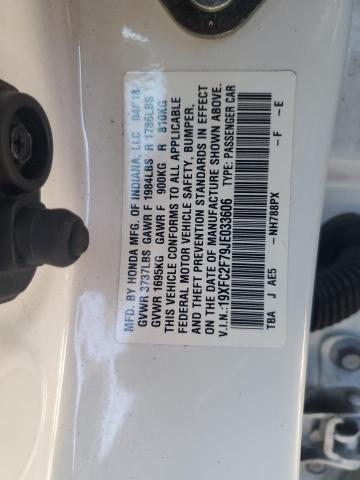 MFG. BY HONDA MFG. OF INDIANA, LLC 04/18
GVWR 3737LBS GAWR F 1984LBS R 1786LBS
GVWR 1695KG GAWR F 900KG R 810KG
THIS VEHICLE CONFORMS TO ALL APPLICABLE
FEDERAL MOTOR VEHICLE SAFETY, BUMPER,
AND THEFT PREVENTION STANDARDS IN EFFECT
ON THE DATE OF MANUFACTURE SHOWN ABOVE.
V.I.N.:19XFC2F79JE033606 TYPE: PASSENGER CAR
TBA J AE5 -NH788PX -F -E